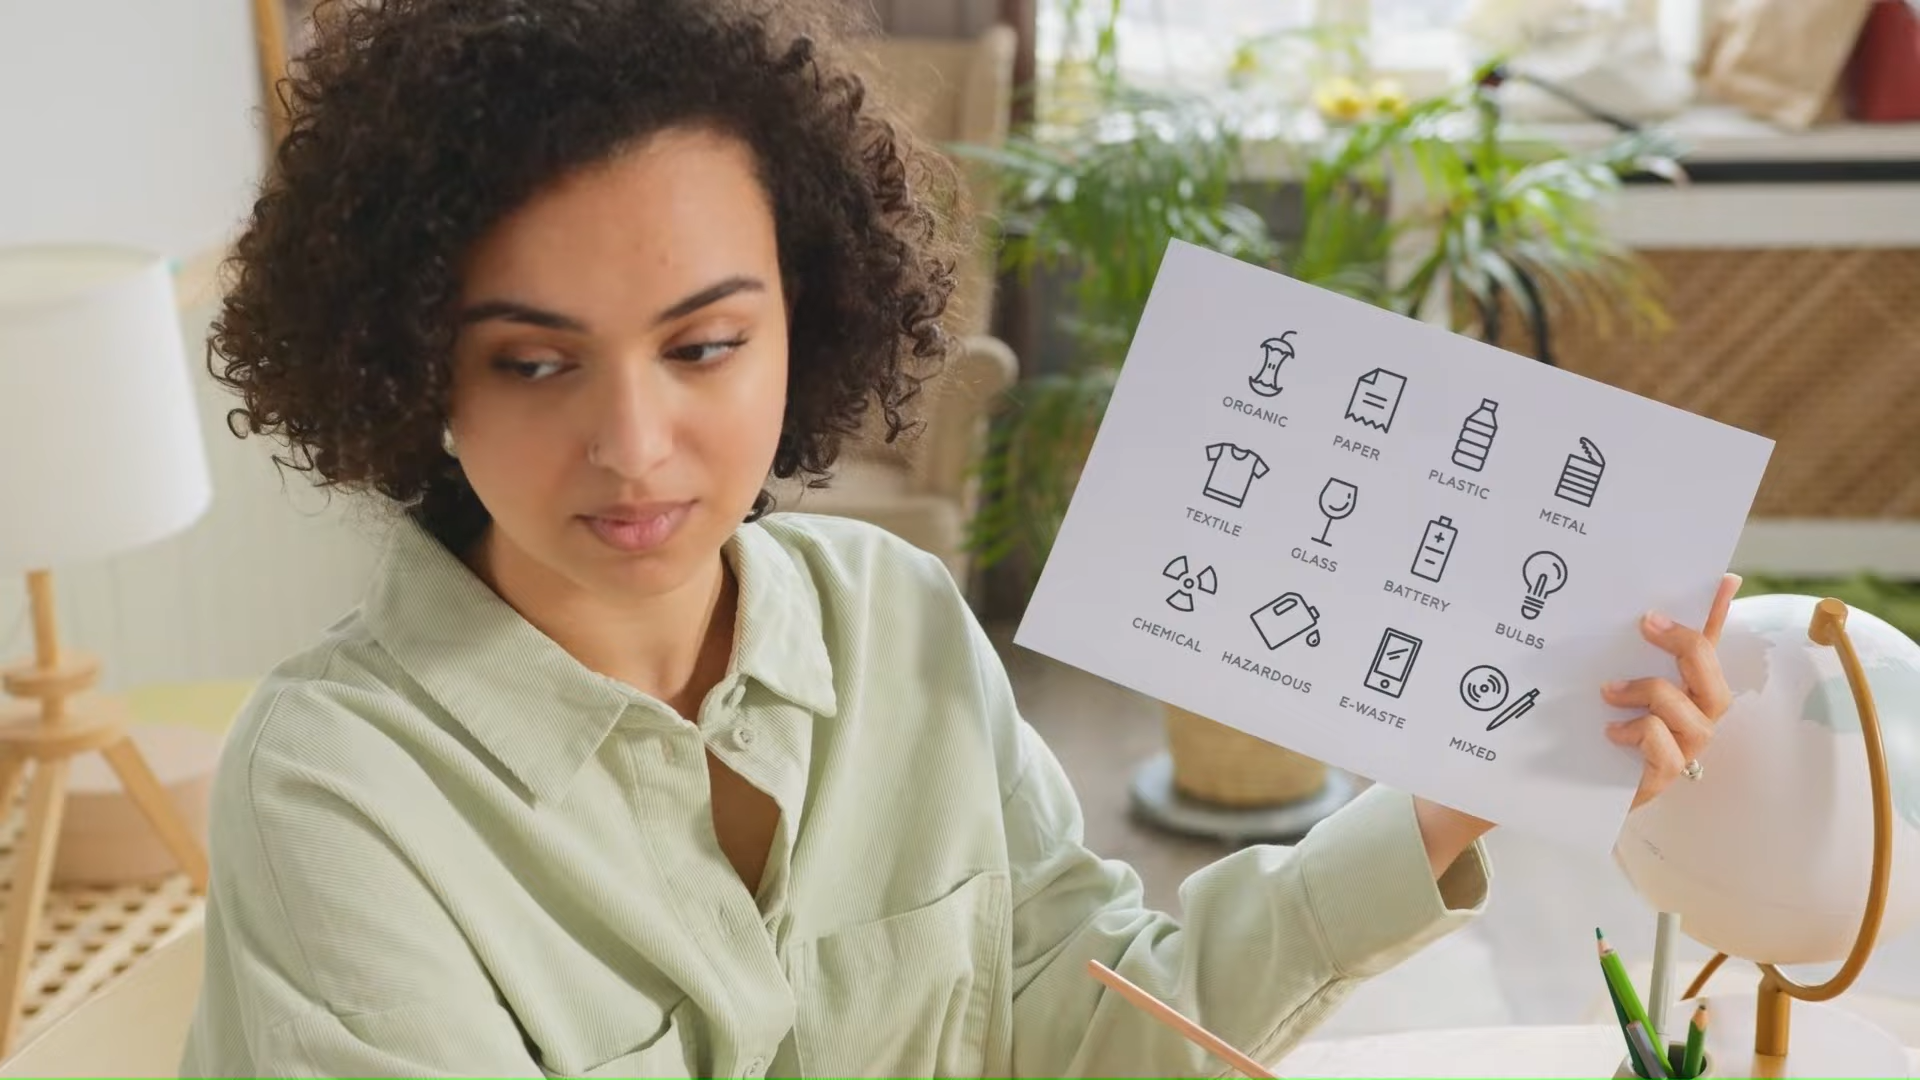 ORGANIC
PAPER
PLASTIC
METAL
TEXTILE
GLASS
BATTERY
BULBS
CHEMICAL
HAZARDOUS
E-WASTE
MIXED